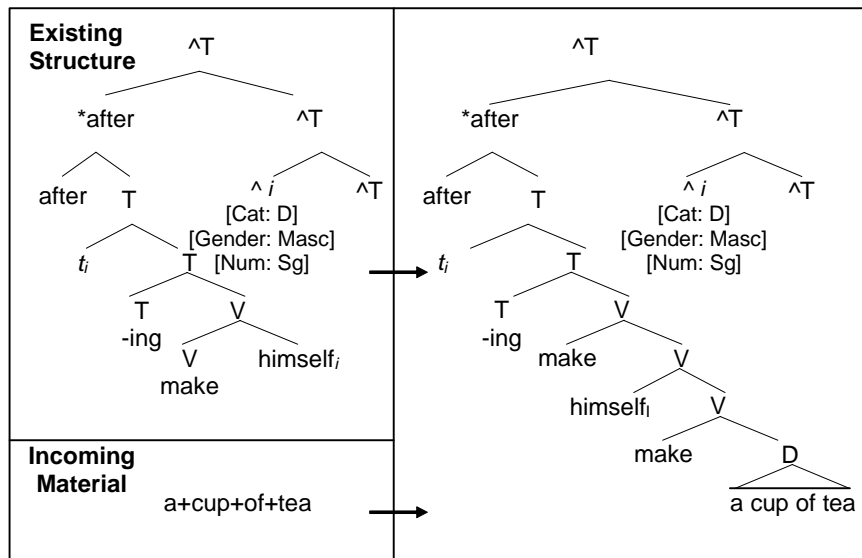 Existing
Structure
^T
*after
^T
after
T
^ i
^T
[Cat: D]
[Gender: Masc]
[Num: Sg]
ti
T
T
V
-ing
V
himselfi
make
Incoming
Material
a+cup+of+tea
^T
*after
^T
after
T
^ i
^T
[Cat: D]
[Gender: Masc]
[Num: Sg]
ti
T
T
V
-ing
make
V
himselfI
V
make
D
a cup of tea